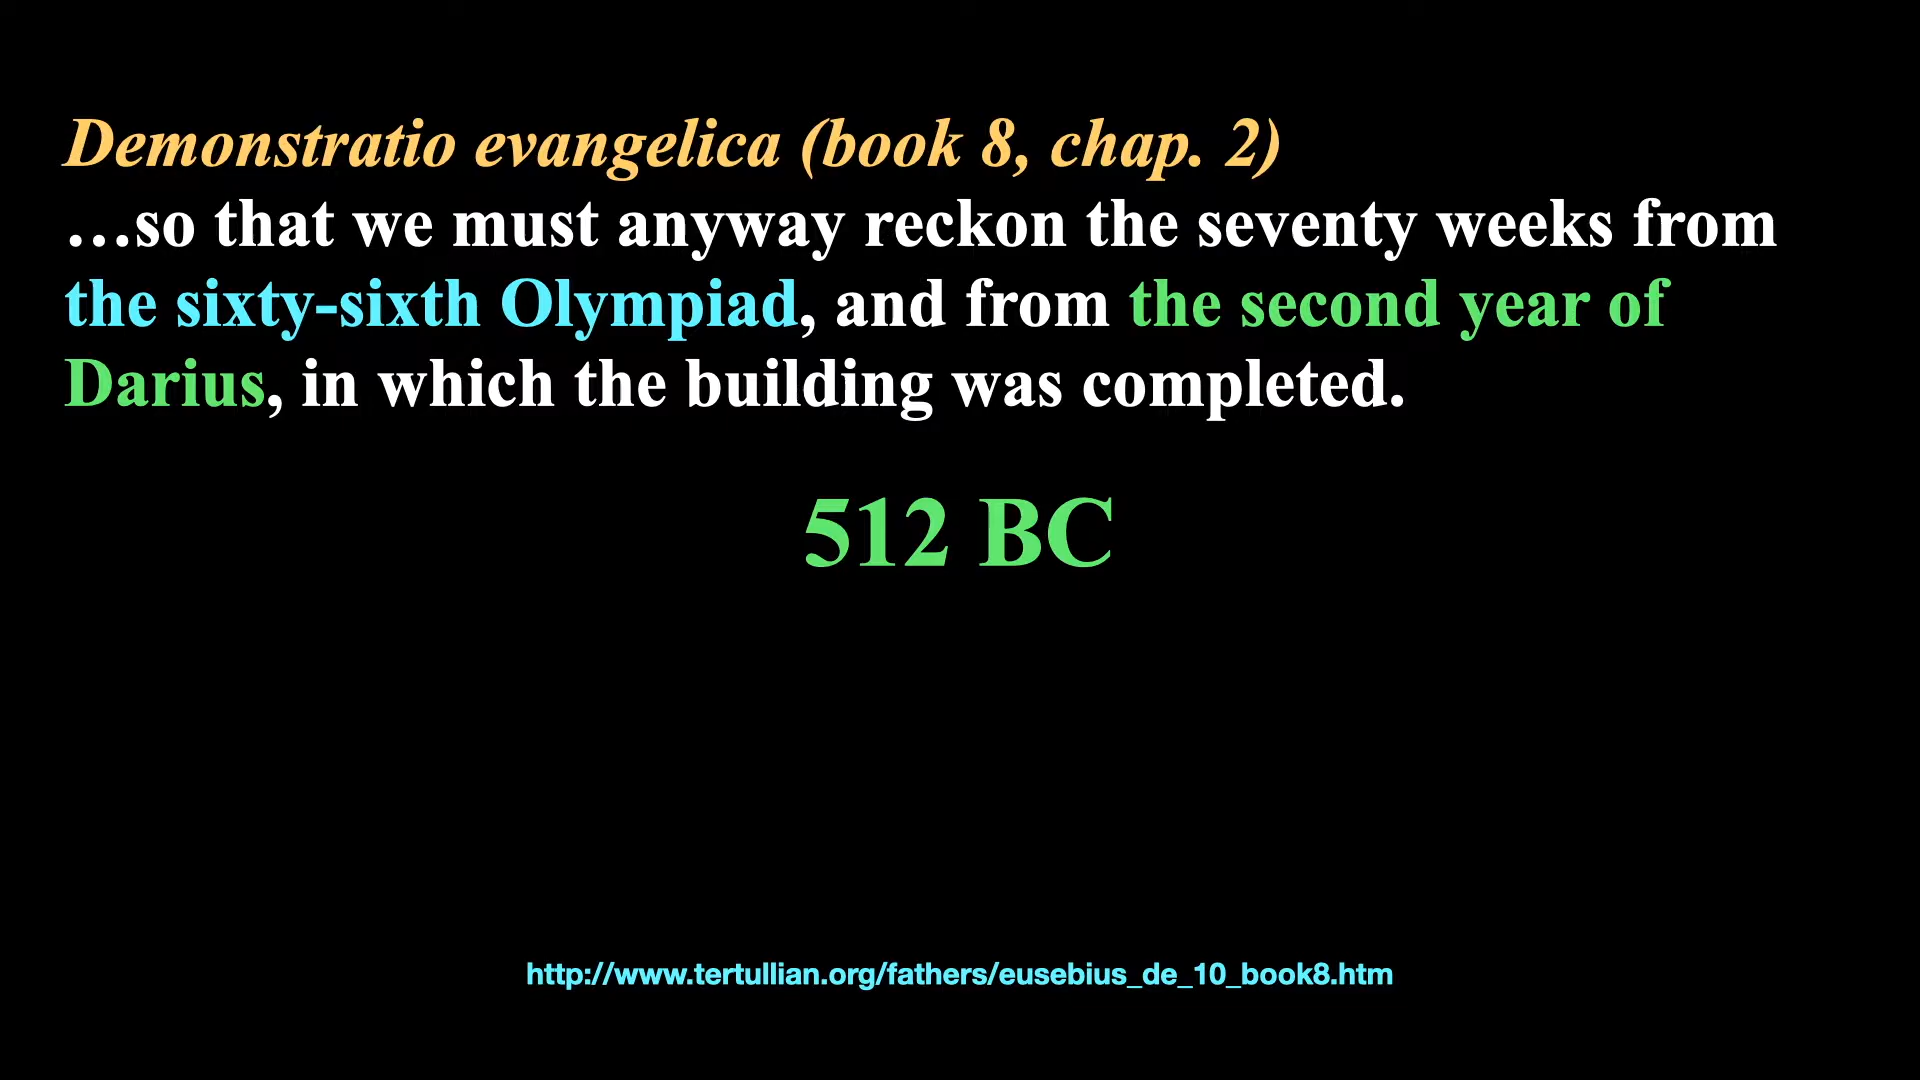 Demonstratio evangelica (book 8, chap. 2)
…so that we must anyway reckon the seventy weeks from
the sixty-sixth Olympiad, and from the second year of
Darius, in which the building was completed.
512 BC
http://www.tertullian.org/fathers/eusebius_de_10_book8.htm